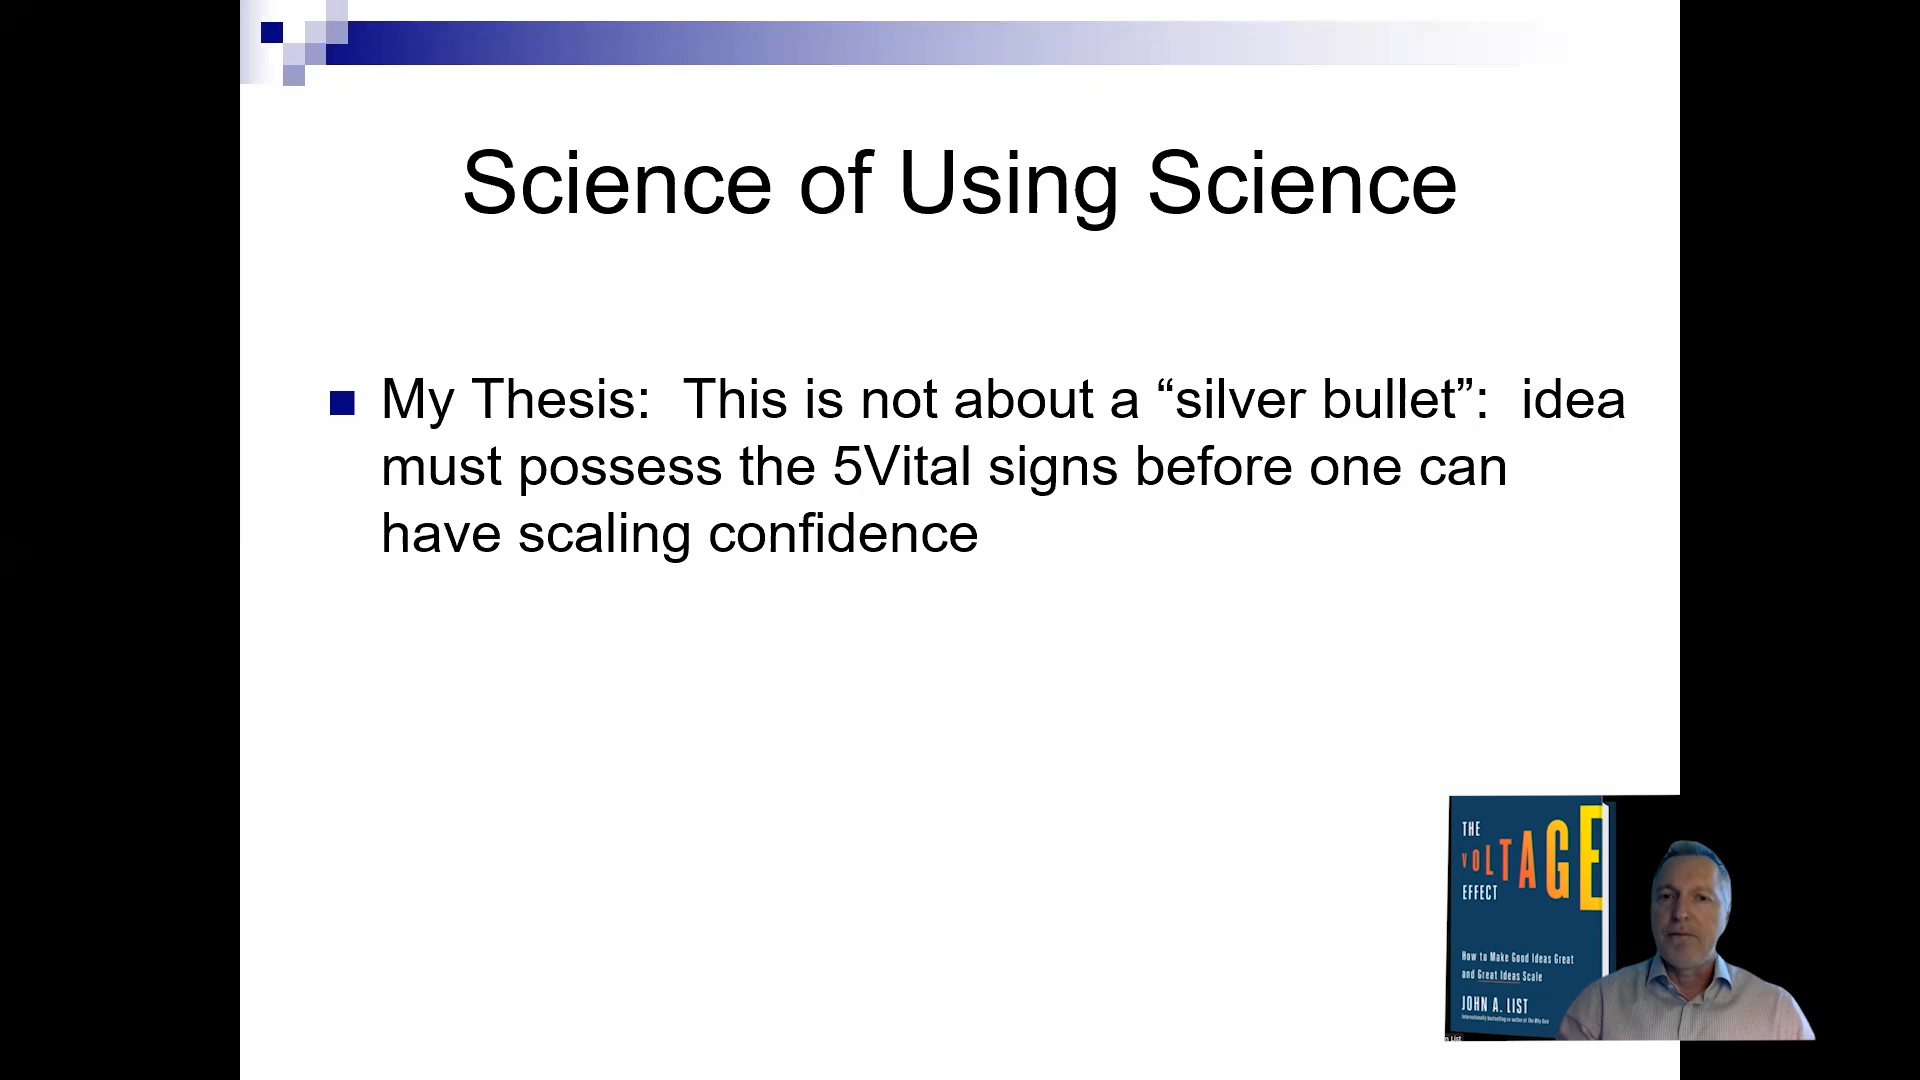 Science of Using Science
My Thesis:  This is not about a “silver bullet”:  idea
must possess the 5Vital signs before one can
have scaling confidence
THE
VOLTAGE
EFFECT
How to Make Good Ideas Great
and Great Ideas Scale
JOHN A. LIST